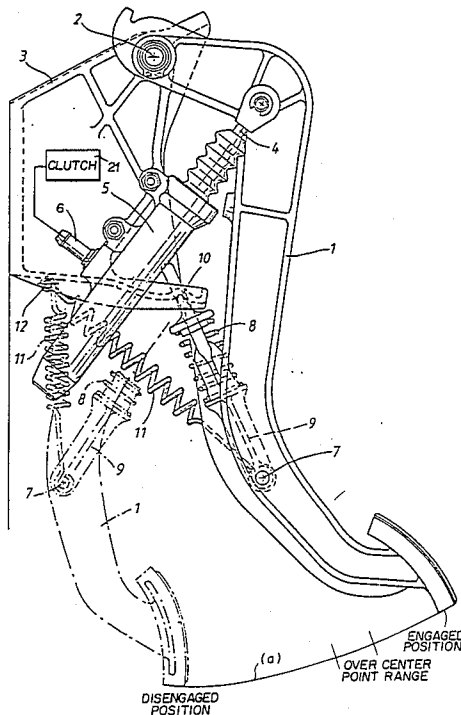 2
3
4
CLUTCH 21
5
6
1
10
12
11
8
8
11
9
9
7
7
1
ENGAGED
POSITION
(a)
OVER CENTER
POINT RANGE
DISENGAGED
POSITION